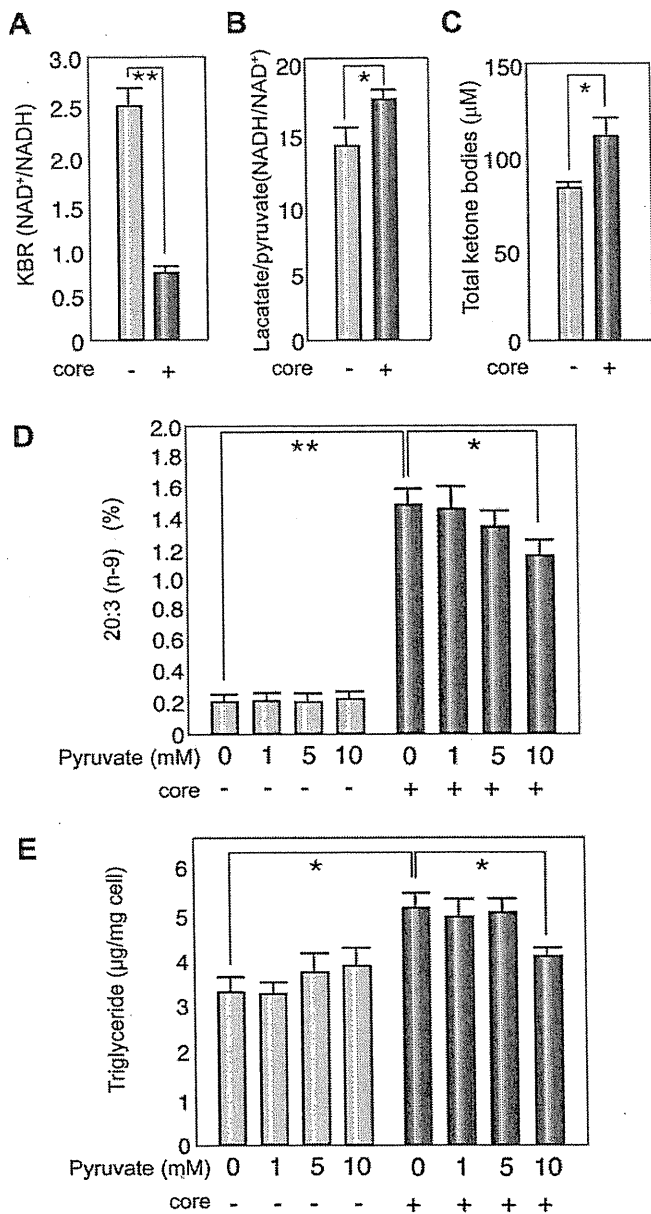 A
KBR (NAD+/NADH)
3.0
2.5
2.0
1.5
1.0
0.5
0
**
core - +
B
Lacatate/pyruvate(NADH/NAD+)
20
15
10
5
0
*
core - +
C
Total ketone bodies (μM)
150
100
50
0
*
core - +
D
20:3 (n-9) (%)
2.0
1.8
1.6
1.4
1.2
1.0
0.8
0.6
0.4
0.2
0
** *
Pyruvate (mM) 0 1 5 10 0 1 5 10
core - - - - + + + +
E
Triglyceride (μg/mg cell)
6
5
4
3
2
1
0
* *
Pyruvate (mM) 0 1 5 10 0 1 5 10
core - - - - + + + +